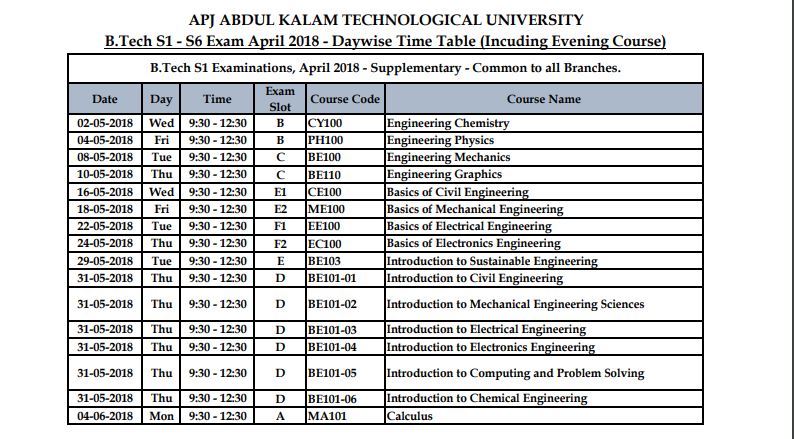 APJ ABDUL KALAM TECHNOLOGICAL UNIVERSITY
B.Tech S1 - S6 Exam April 2018 - Daywise Time Table (Incuding Evening Course)
B.Tech S1 Examinations, April 2018 - Supplementary - Common to all Branches.
Date Day Time Exam Slot Course Code Course Name
02-05-2018 Wed 9:30 - 12:30 B CY100 Engineering Chemistry
04-05-2018 Fri 9:30 - 12:30 B PH100 Engineering Physics
08-05-2018 Tue 9:30 - 12:30 C BE100 Engineering Mechanics
10-05-2018 Thu 9:30 - 12:30 C BE110 Engineering Graphics
16-05-2018 Wed 9:30 - 12:30 E1 CE100 Basics of Civil Engineering
18-05-2018 Fri 9:30 - 12:30 E2 ME100 Basics of Mechanical Engineering
22-05-2018 Tue 9:30 - 12:30 F1 EE100 Basics of Electrical Engineering
24-05-2018 Thu 9:30 - 12:30 F2 EC100 Basics of Electronics Engineering
29-05-2018 Tue 9:30 - 12:30 E BE103 Introduction to Sustainable Engineering
31-05-2018 Thu 9:30 - 12:30 D BE101-01 Introduction to Civil Engineering
31-05-2018 Thu 9:30 - 12:30 D BE101-02 Introduction to Mechanical Engineering Sciences
31-05-2018 Thu 9:30 - 12:30 D BE101-03 Introduction to Electrical Engineering
31-05-2018 Thu 9:30 - 12:30 D BE101-04 Introduction to Electronics Engineering
31-05-2018 Thu 9:30 - 12:30 D BE101-05 Introduction to Computing and Problem Solving
31-05-2018 Thu 9:30 - 12:30 D BE101-06 Introduction to Chemical Engineering
04-06-2018 Mon 9:30 - 12:30 A MA101 Calculus